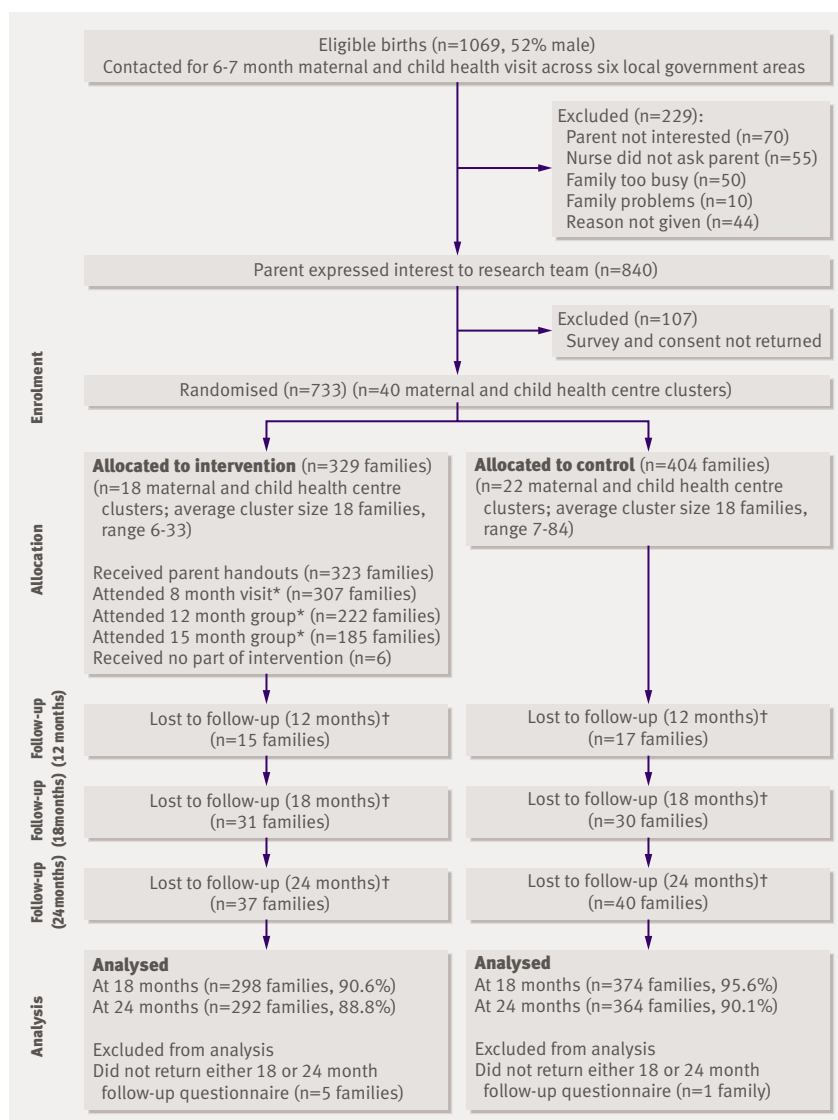 Eligible births (n=1069, 52% male)
Contacted for 6-7 month maternal and child health visit across six local government areas
Excluded (n=229):
Parent not interested (n=70)
Nurse did not ask parent (n=55)
Family too busy (n=50)
Family problems (n=10)
Reason not given (n=44)
Parent expressed interest to research team (n=840)
Excluded (n=107)
Survey and consent not returned
Enrolment
Randomised (n=733) (n=40 maternal and child health centre clusters)
Allocation
Allocated to intervention (n=329 families)
(n=18 maternal and child health centre
clusters; average cluster size 18 families,
range 6-33)
Received parent handouts (n=323 families)
Attended 8 month visit* (n=307 families)
Attended 12 month group* (n=222 families)
Attended 15 month group* (n=185 families)
Received no part of intervention (n=6)
Allocated to control (n=404 families)
(n=22 maternal and child health centre
clusters; average cluster size 18 families,
range 7-84)
Follow-up
(12 months)
Lost to follow-up (12 months)†
(n=15 families)
Lost to follow-up (12 months)†
(n=17 families)
Follow-up
(18months)
Lost to follow-up (18 months)†
(n=31 families)
Lost to follow-up (18 months)†
(n=30 families)
Follow-up
(24months)
Lost to follow-up (24 months)†
(n=37 families)
Lost to follow-up (24 months)†
(n=40 families)
Analysis
Analysed
At 18 months (n=298 families, 90.6%)
At 24 months (n=292 families, 88.8%)
Excluded from analysis
Did not return either 18 or 24 month
follow-up questionnaire (n=5 families)
Analysed
At 18 months (n=374 families, 95.6%)
At 24 months (n=364 families, 90.1%)
Excluded from analysis
Did not return either 18 or 24 month
follow-up questionnaire (n=1 family)